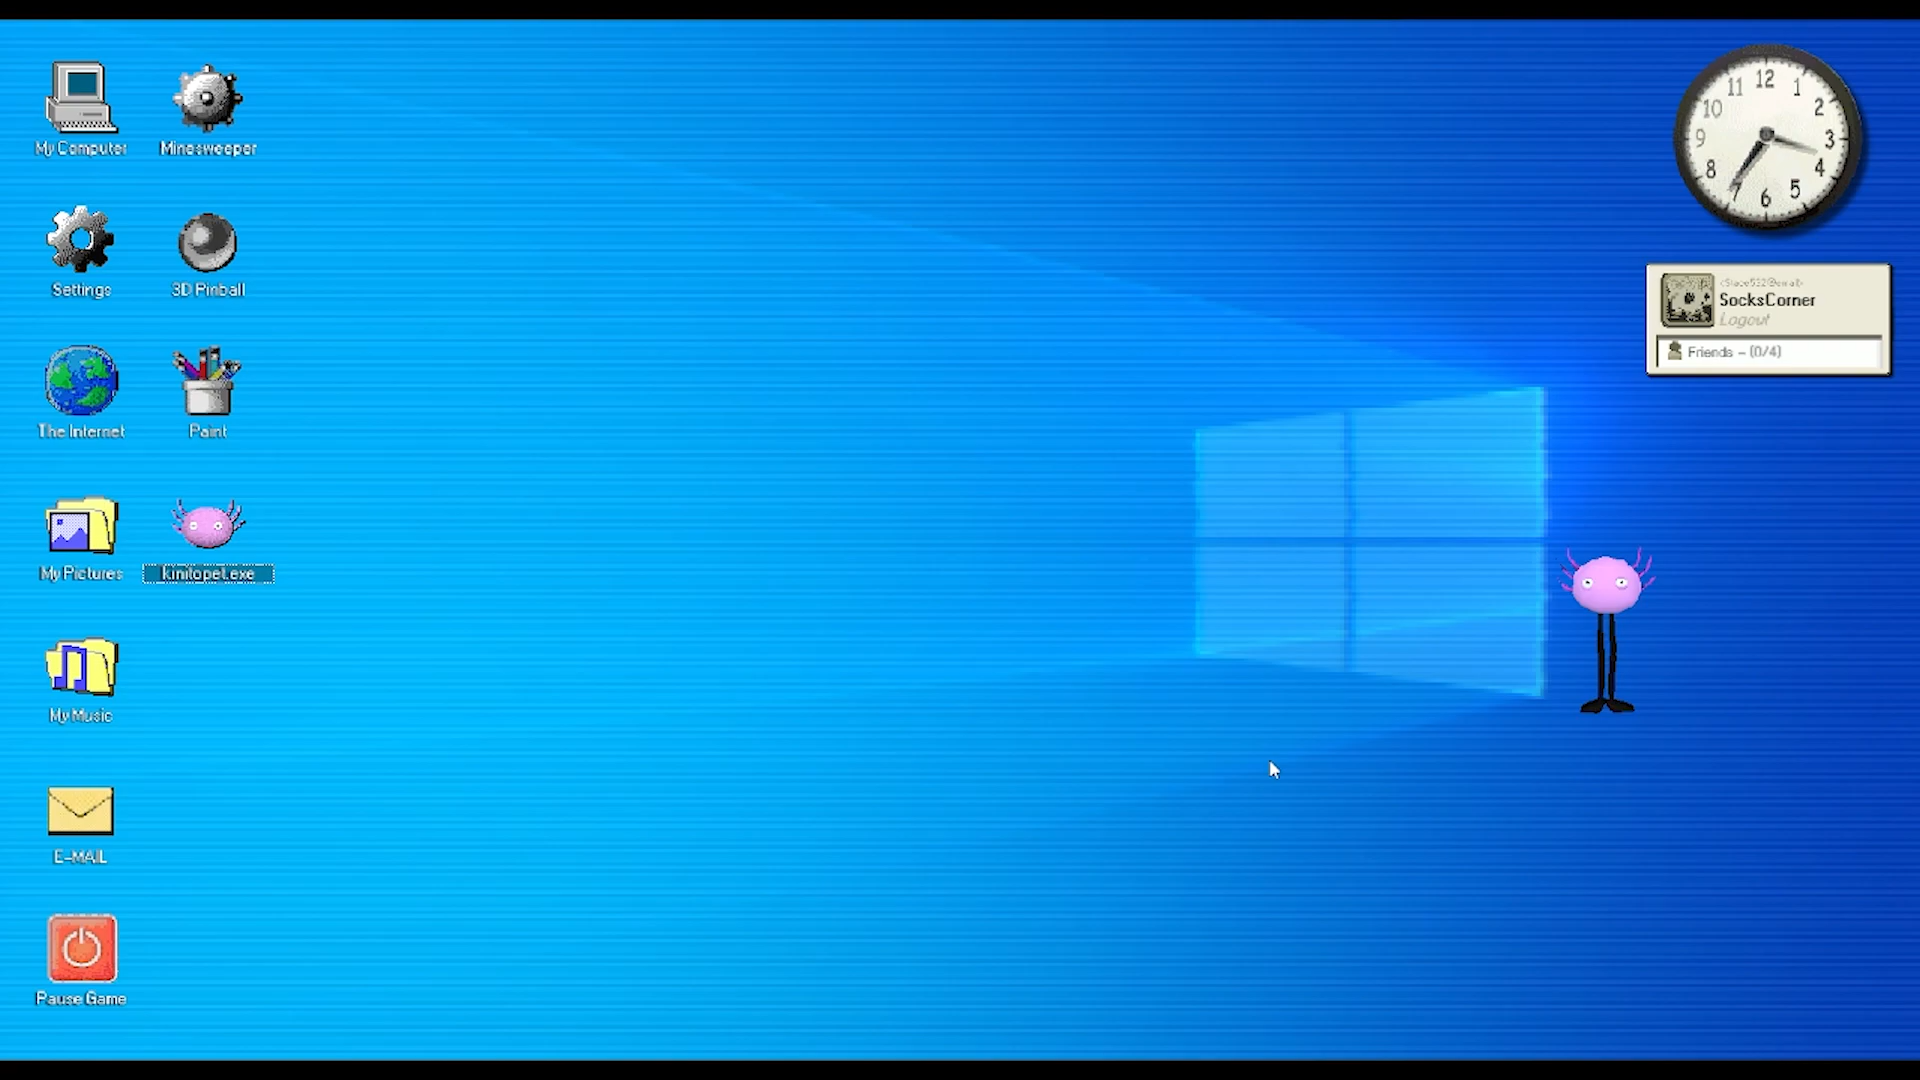 My Computer
Minesweeper
Settings
3D Pinball
The Internet
Paint
My Pictures
kinitopet.exe
My Music
E-MAIL
Pause Game
12
1
2
3
4
5
6
8
9
10
11
SocksCorner
Logout
Friends - (0/4)